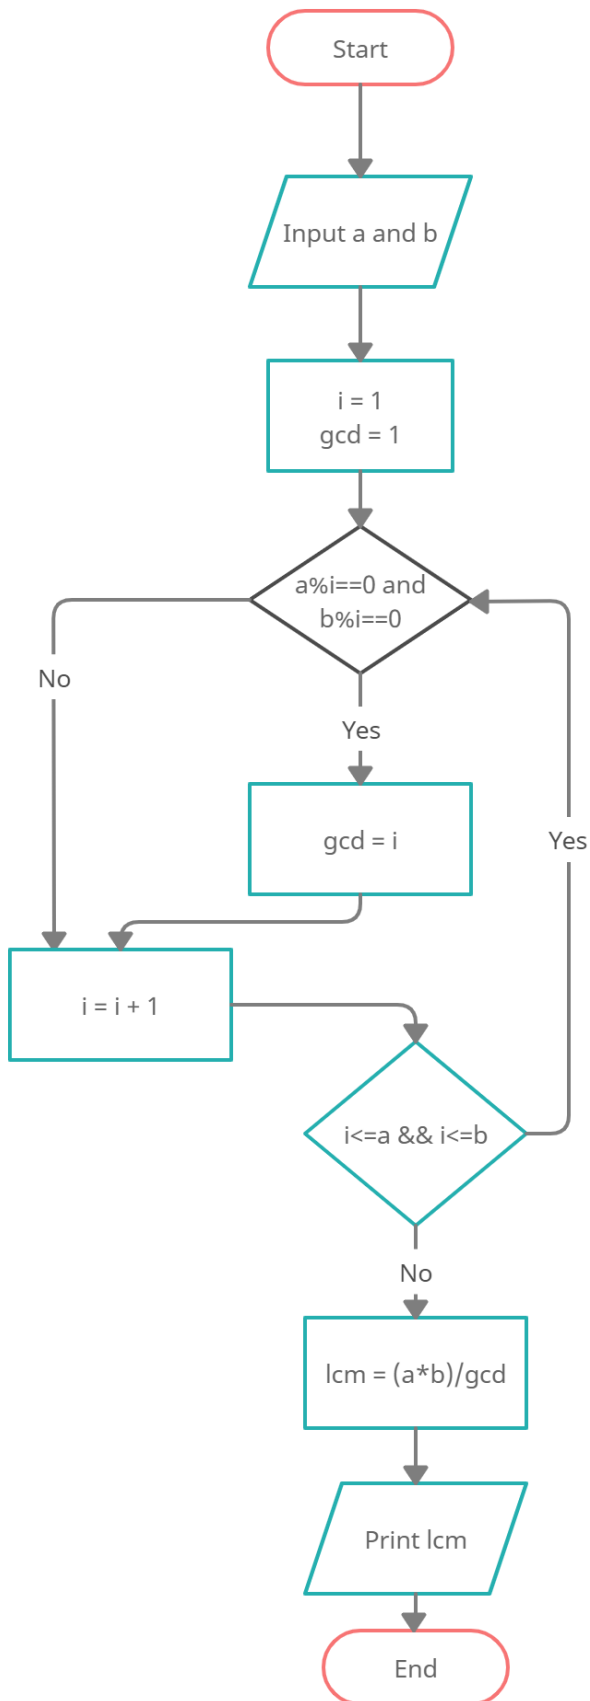 Start
Input a and b
i = 1
gcd = 1
a%i==0 and
b%i==0
No
Yes
gcd = i
Yes
i = i + 1
i<=a && i<=b
No
lcm = (a*b)/gcd
Print lcm
End